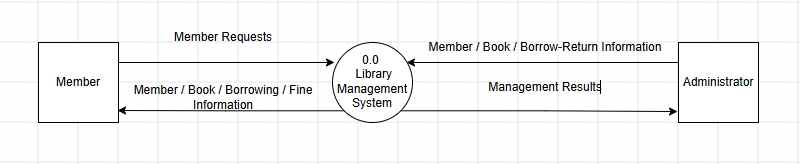 Member Requests
Member / Book / Borrow-Return Information
Member
0.0
Library
Management
System
Administrator
Member / Book / Borrowing / Fine
Information
Management Results